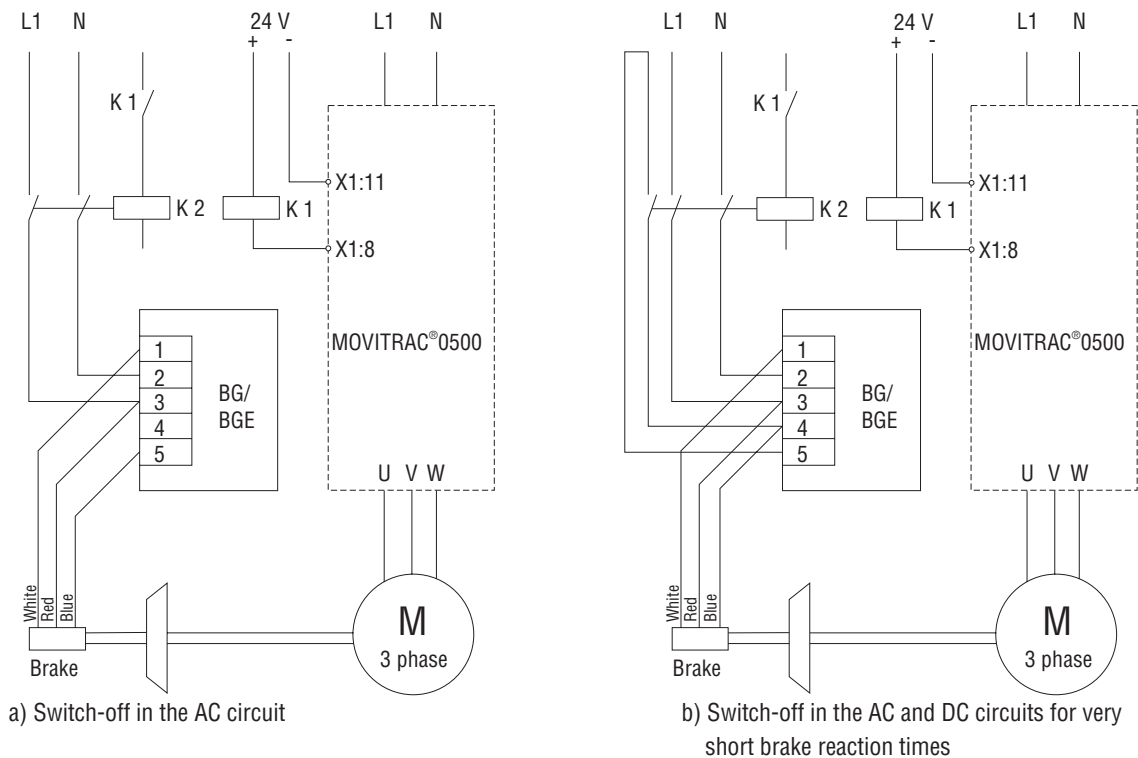 L1 N 24 V L1 N
+ -
K 1
X1:11
K 2 K 1
X1:8
MOVITRAC®0500
1
2
3
4
5
BG/
BGE
U V W
White
Red
Blue
M
3 phase
Brake
a) Switch-off in the AC circuit
L1 N 24 V L1 N
+ -
K 1
X1:11
K 2 K 1
X1:8
MOVITRAC®0500
1
2
3
4
5
BG/
BGE
U V W
White
Red
Blue
M
3 phase
Brake
b) Switch-off in the AC and DC circuits for very
short brake reaction times